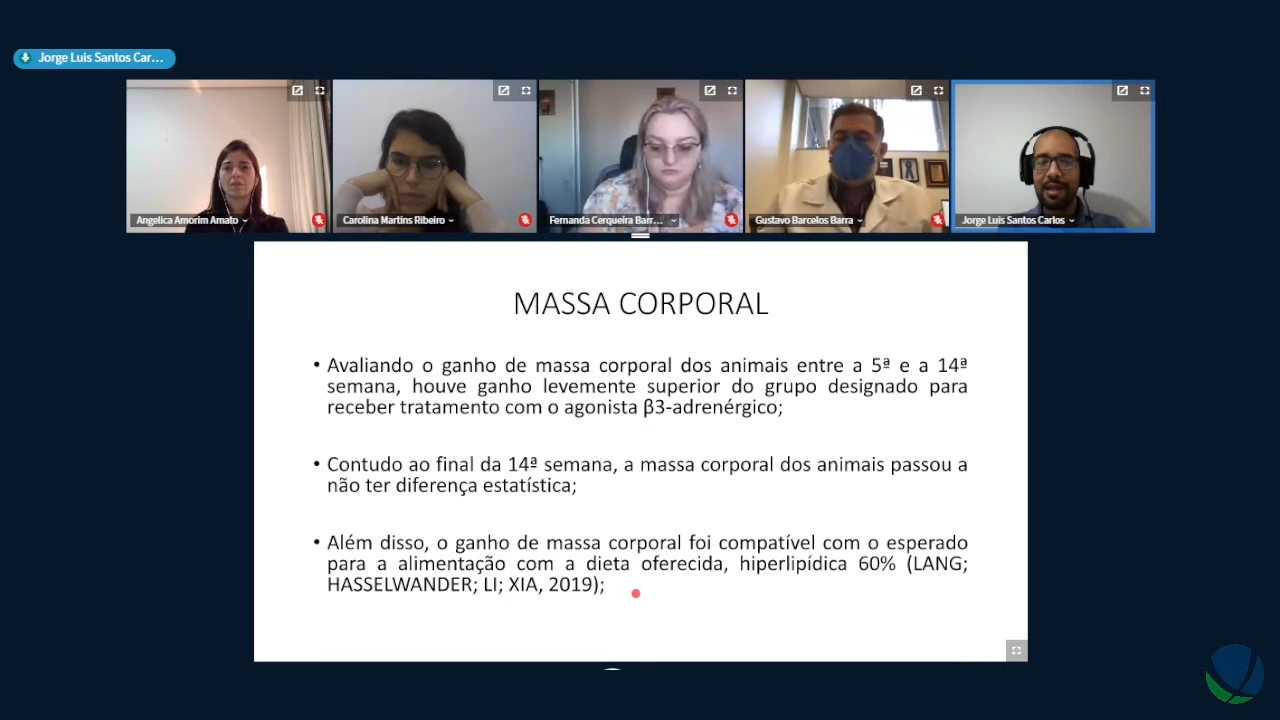 Jorge Luis Santos Car...
Angelica Amorim Amato
Carolina Martins Ribeiro
Fernanda Cerqueira Barr...
Gustavo Barcelos Barra
Jorge Luis Santos Carlos
MASSA CORPORAL
• Avaliando o ganho de massa corporal dos animais entre a 5ª e a 14ª
semana, houve ganho levemente superior do grupo designado para
receber tratamento com o agonista β3-adrenérgico;
• Contudo ao final da 14ª semana, a massa corporal dos animais passou a
não ter diferença estatística;
• Além disso, o ganho de massa corporal foi compatível com o esperado
para a alimentação com a dieta oferecida, hiperlipídica 60% (LANG;
HASSELWANDER; LI; XIA, 2019);